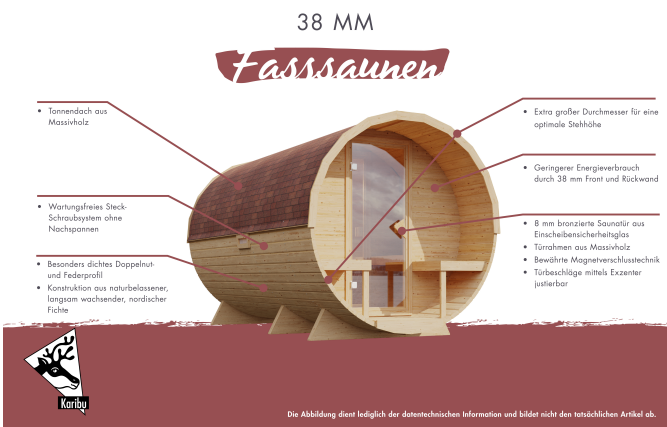 38 MM
Fasssaunen
Tonnendach aus
Massivholz
Wartungsfreies Steck-
Schraubsystem ohne
Nachspannen
Besonders dichtes Doppelnut-
und Federprofil
Konstruktion aus naturbelassener,
langsam wachsender, nordischer
Fichte
Extra großer Durchmesser für eine
optimale Stehhöhe
Geringerer Energieverbrauch
durch 38 mm Front und Rückwand
8 mm bronzierte Saunatür aus
Einscheibensicherheitsglas
Türrahmen aus Massivholz
Bewährte Magnetverschlusstechnik
Türbeschläge mittels Exzenter
justierbar
Karibu
Die Abbildung dient lediglich der datentechnischen Information und bildet nicht den tatsächlichen Artikel ab.